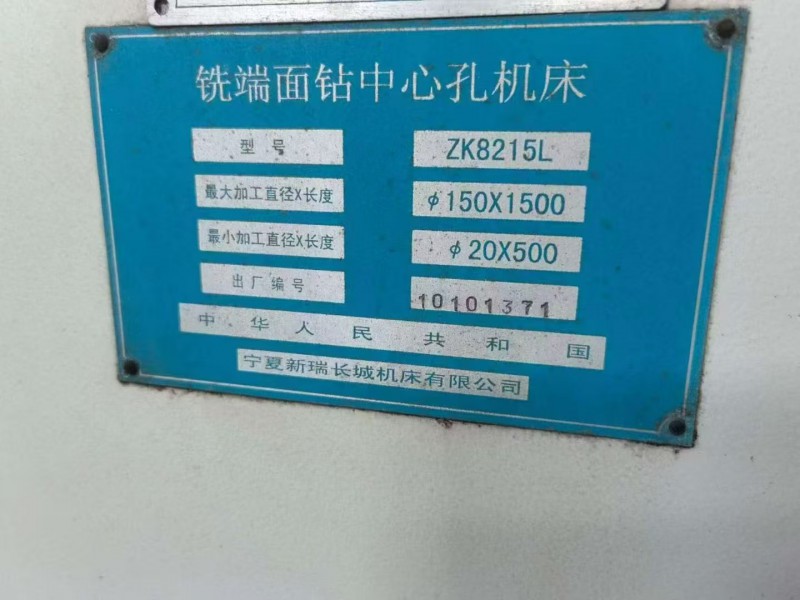 铣端面钻中心孔机床
型号 ZK8215L
最大加工直径X长度 φ150X1500
最小加工直径X长度 φ20X500
出厂编号 10101371
中华人民共和国
宁夏新瑞长城机床有限公司